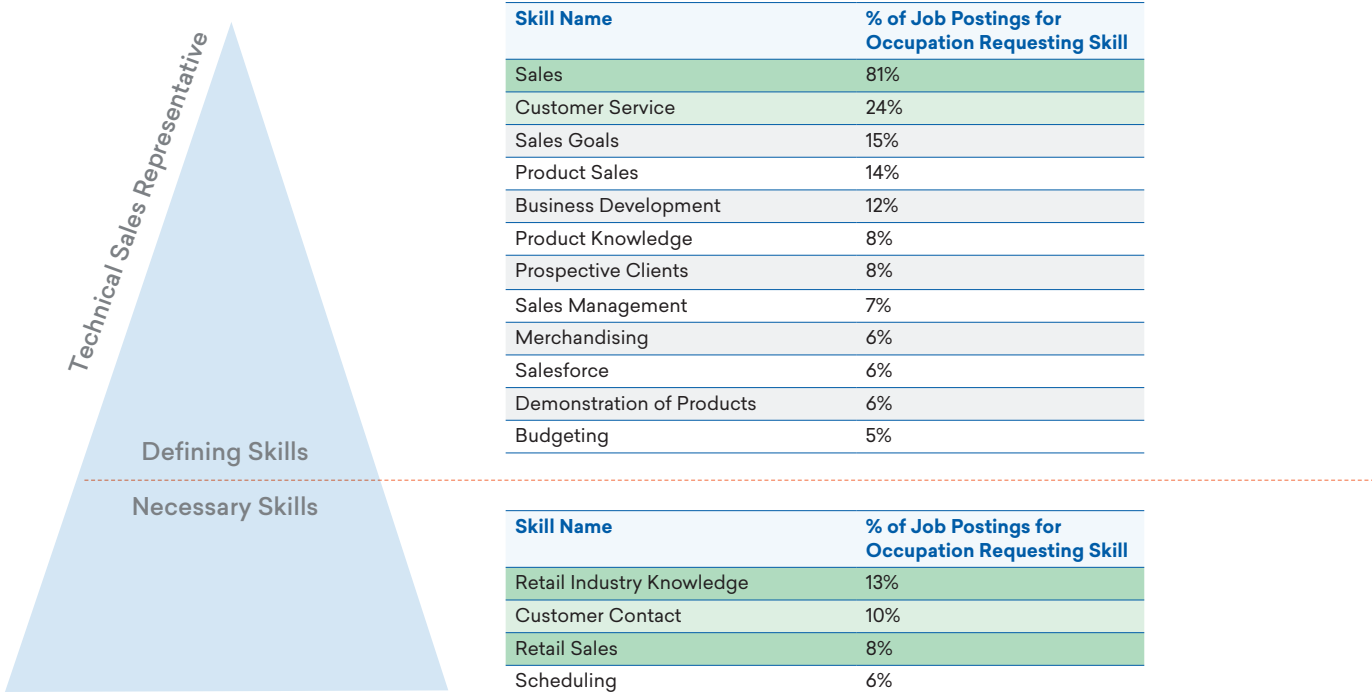 Technical Sales Representative
Defining Skills
Necessary Skills
Skill Name % of Job Postings for
Occupation Requesting Skill
Sales 81%
Customer Service 24%
Sales Goals 15%
Product Sales 14%
Business Development 12%
Product Knowledge 8%
Prospective Clients 8%
Sales Management 7%
Merchandising 6%
Salesforce 6%
Demonstration of Products 6%
Budgeting 5%
Skill Name % of Job Postings for
Occupation Requesting Skill
Retail Industry Knowledge 13%
Customer Contact 10%
Retail Sales 8%
Scheduling 6%